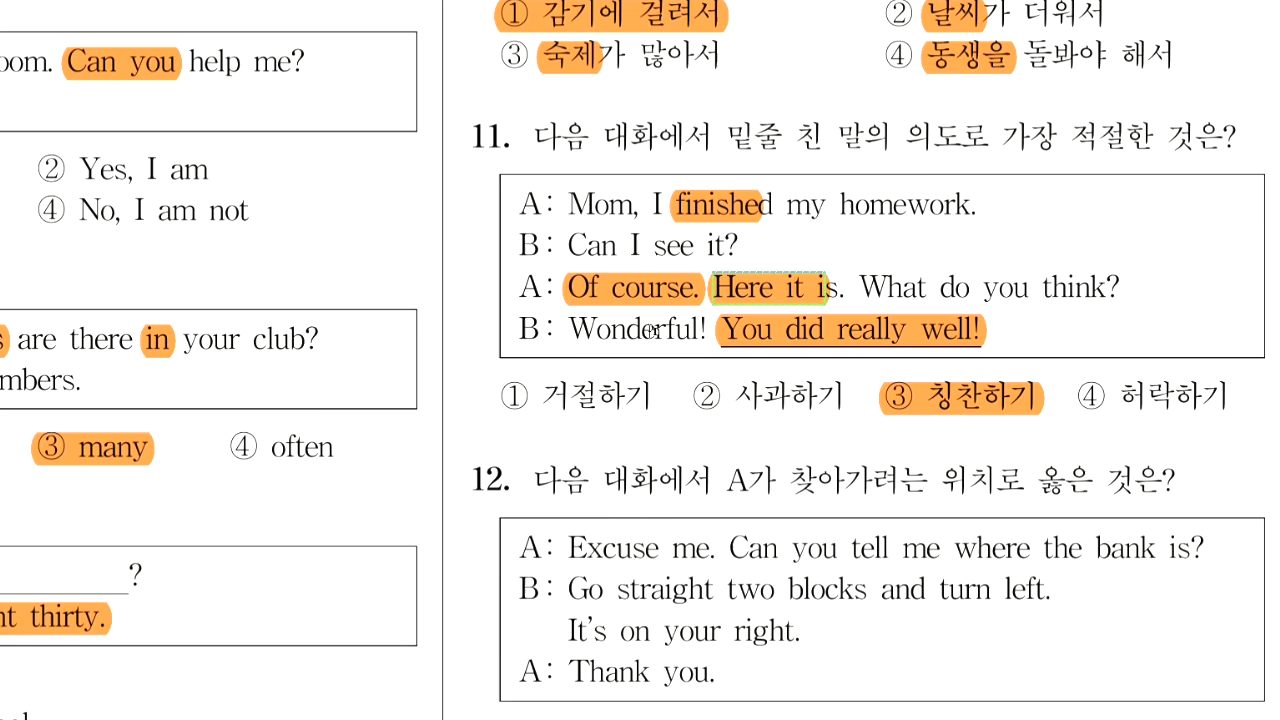 oom. Can you help me?
② Yes, I am
④ No, I am not
are there in your club?
mbers.
③ many ④ often
?
thirty.
① 감기에 걸려서 ② 날씨가 더워서
③ 숙제가 많아서 ④ 동생을 돌봐야 해서
11. 다음 대화에서 밑줄 친 말의 의도로 가장 적절한 것은?
A: Mom, I finished my homework.
B: Can I see it?
A: Of course. Here it is. What do you think?
B: Wonderful! You did really well!
① 거절하기 ② 사과하기 ③ 칭찬하기 ④ 허락하기
12. 다음 대화에서 A가 찾아가려는 위치로 옳은 것은?
A: Excuse me. Can you tell me where the bank is?
B: Go straight two blocks and turn left.
It's on your right.
A: Thank you.